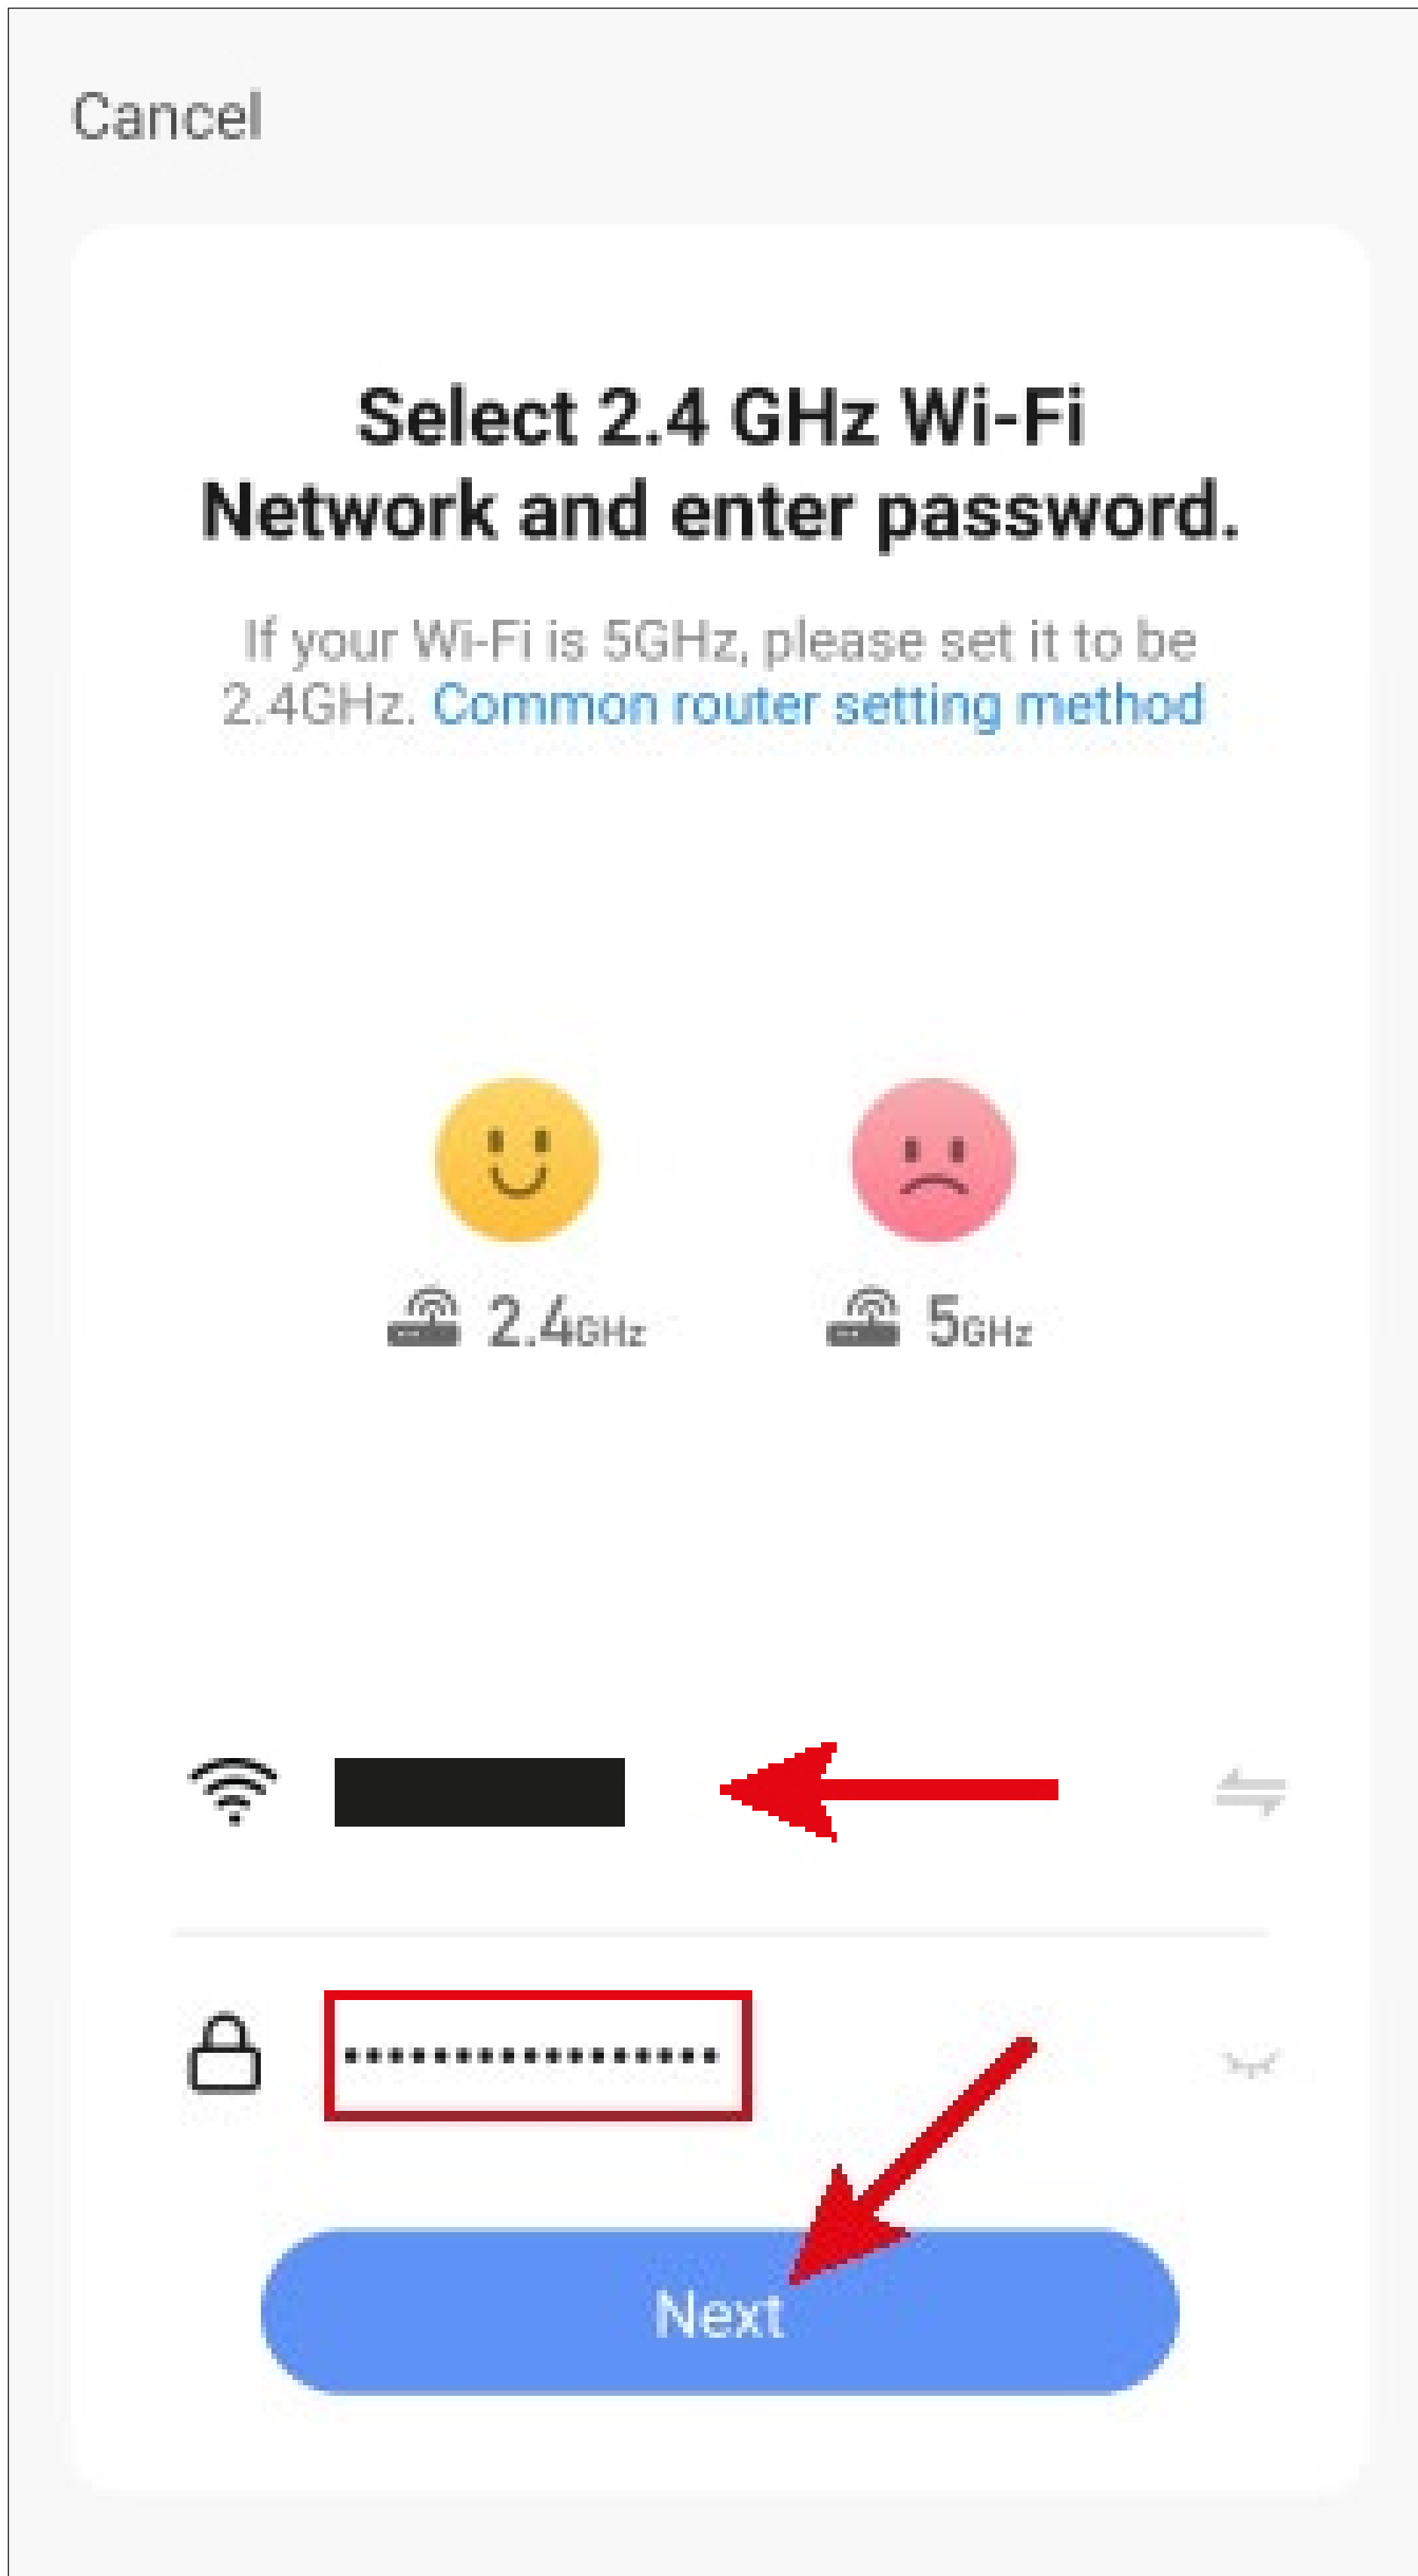 Cancel
Select 2.4 GHz Wi-Fi
Network and enter password.
If your Wi-Fi is 5GHz, please set it to be
2.4GHz. Common router setting method
2.4GHz 5GHz
Next